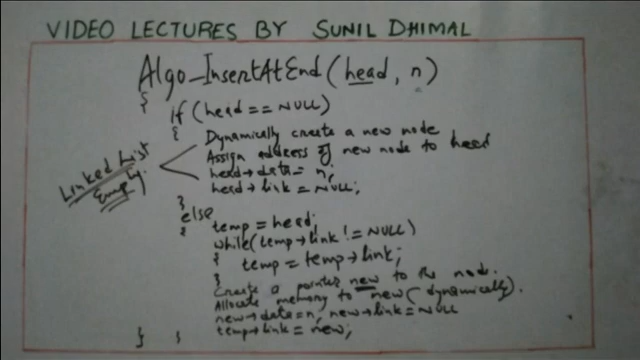 VIDEO LECTURES BY SUNIL DHIMAL
Algo_InsertAtEnd(head, n)
{ if (head == NULL)
{ Dynamically create a new node
Assign address of new node to head
head→data = n;
head→link = NULL;
Linked List
Empty.
}
else
{ temp = head;
while(temp→link != NULL)
{ temp = temp→link;
}
Create a pointer new to the node.
Allocate memory to new (dynamically).
new→data = n, new→link = NULL
temp→link = new;
} }